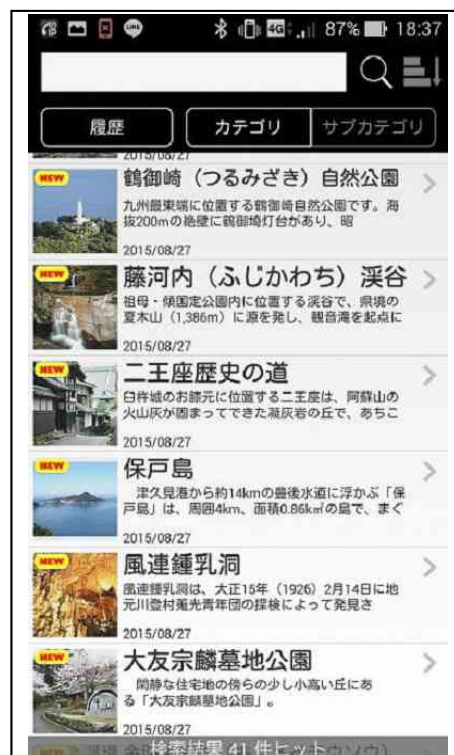 LINE
4G
87%
18:37
履歴
カテゴリ
サブカテゴリ
2015/08/27
NEW
鶴御崎（つるみざき）自然公園
九州最東端に位置する鶴御崎自然公園です。海
抜200mの絶壁に鶴御埼灯台があり、昭
2015/08/27
NEW
藤河内（ふじかわち）渓谷
祖母・傾国定公園内に位置する渓谷で、県境の
夏木山（1,386m）に源を発し、観音滝を起点に
2015/08/27
NEW
二王座歴史の道
臼杵城のお膝元に位置する二王座は、阿蘇山の
火山灰が固まってできた凝灰岩の丘で、あちこ
2015/08/27
NEW
保戸島
津久見港から約14kmの豊後水道に浮かぶ「保
戸島」は、周囲4km、面積0.86k㎡の島で、まぐ
2015/08/27
NEW
風連鍾乳洞
風連鍾乳洞は、大正15年（1926）2月14日に地
元川登村蒐光青年団の探検によって発見さ
2015/08/27
NEW
大友宗麟墓地公園
閑静な住宅地の傍らの少し小高い丘にあ
る「大友宗麟墓地公園」。
2015/08/27
検索結果 41 件ヒット